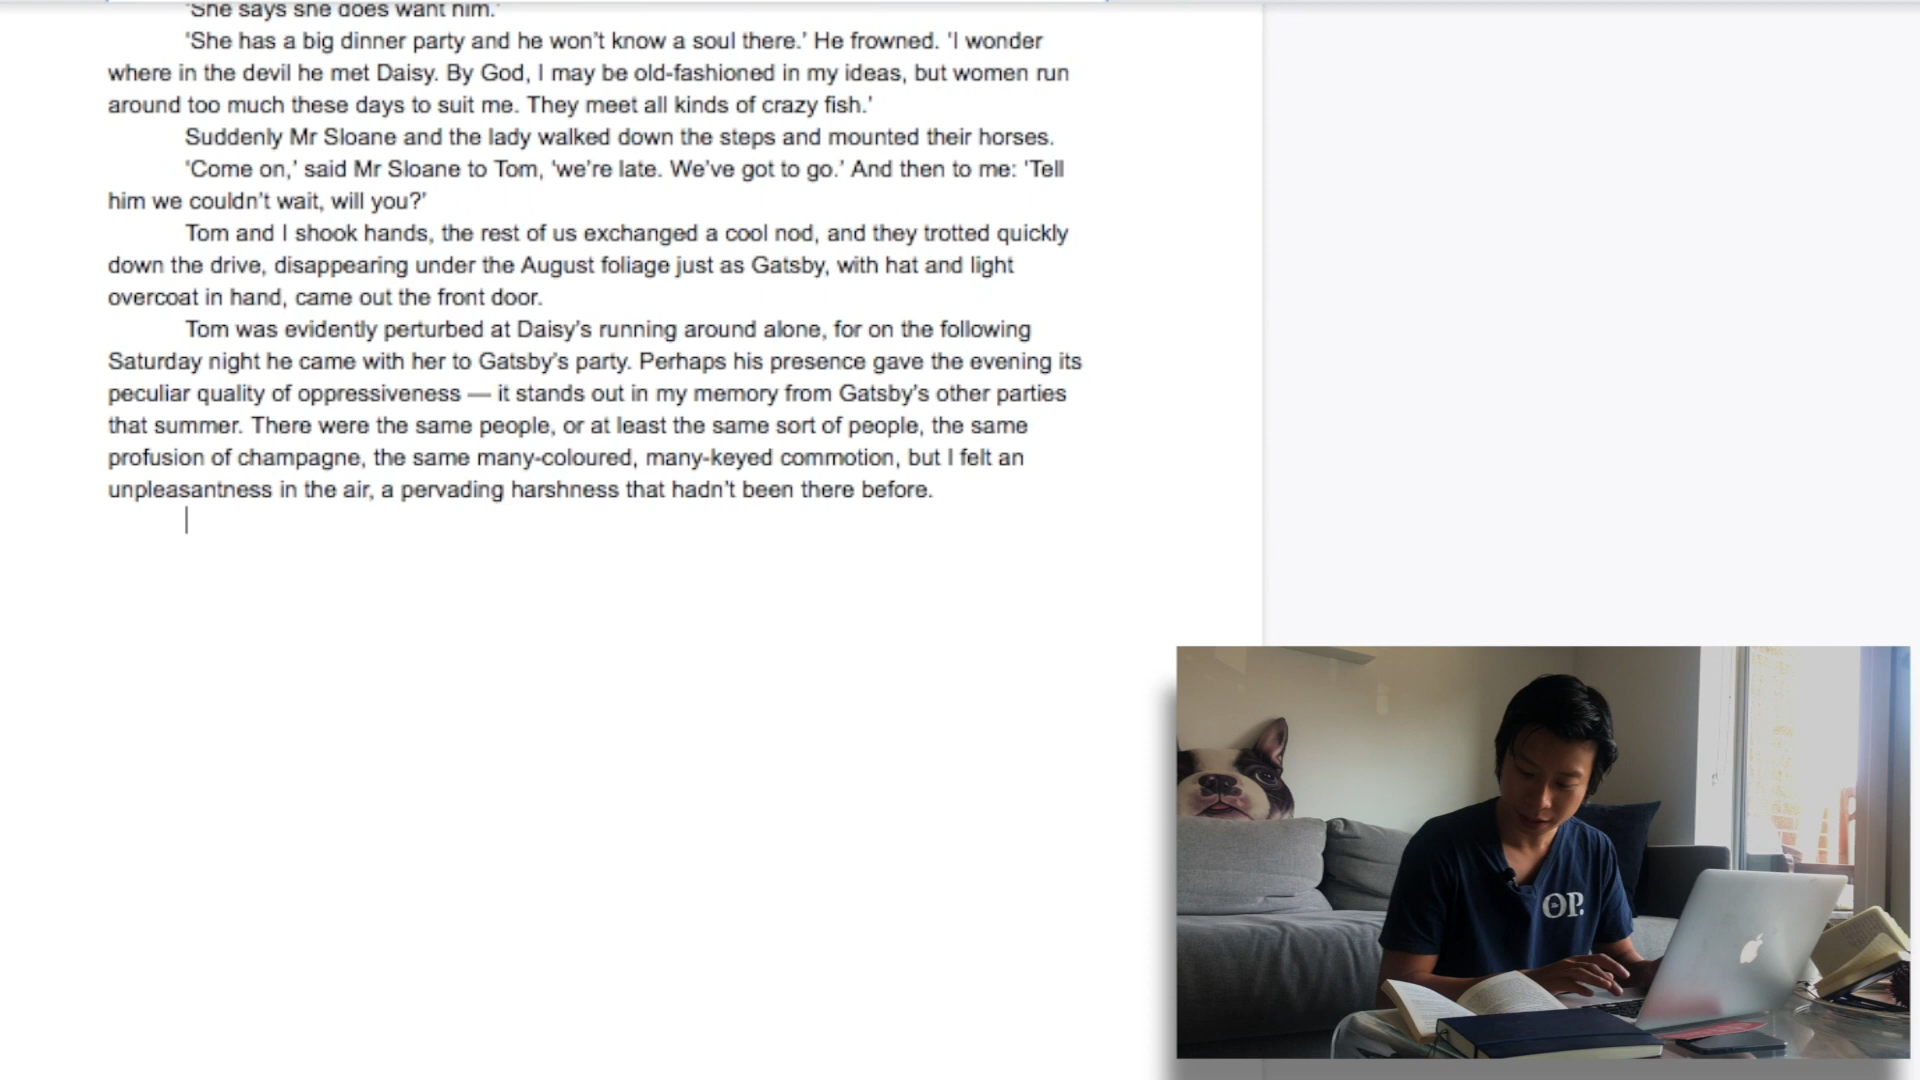 'She says she does want him.'
'She has a big dinner party and he won't know a soul there.' He frowned. 'I wonder
where in the devil he met Daisy. By God, I may be old-fashioned in my ideas, but women run
around too much these days to suit me. They meet all kinds of crazy fish.'
Suddenly Mr Sloane and the lady walked down the steps and mounted their horses.
'Come on,' said Mr Sloane to Tom, 'we're late. We've got to go.' And then to me: 'Tell
him we couldn't wait, will you?'
Tom and I shook hands, the rest of us exchanged a cool nod, and they trotted quickly
down the drive, disappearing under the August foliage just as Gatsby, with hat and light
overcoat in hand, came out the front door.
Tom was evidently perturbed at Daisy's running around alone, for on the following
Saturday night he came with her to Gatsby's party. Perhaps his presence gave the evening its
peculiar quality of oppressiveness — it stands out in my memory from Gatsby's other parties
that summer. There were the same people, or at least the same sort of people, the same
profusion of champagne, the same many-coloured, many-keyed commotion, but I felt an
unpleasantness in the air, a pervading harshness that hadn't been there before.
OP.